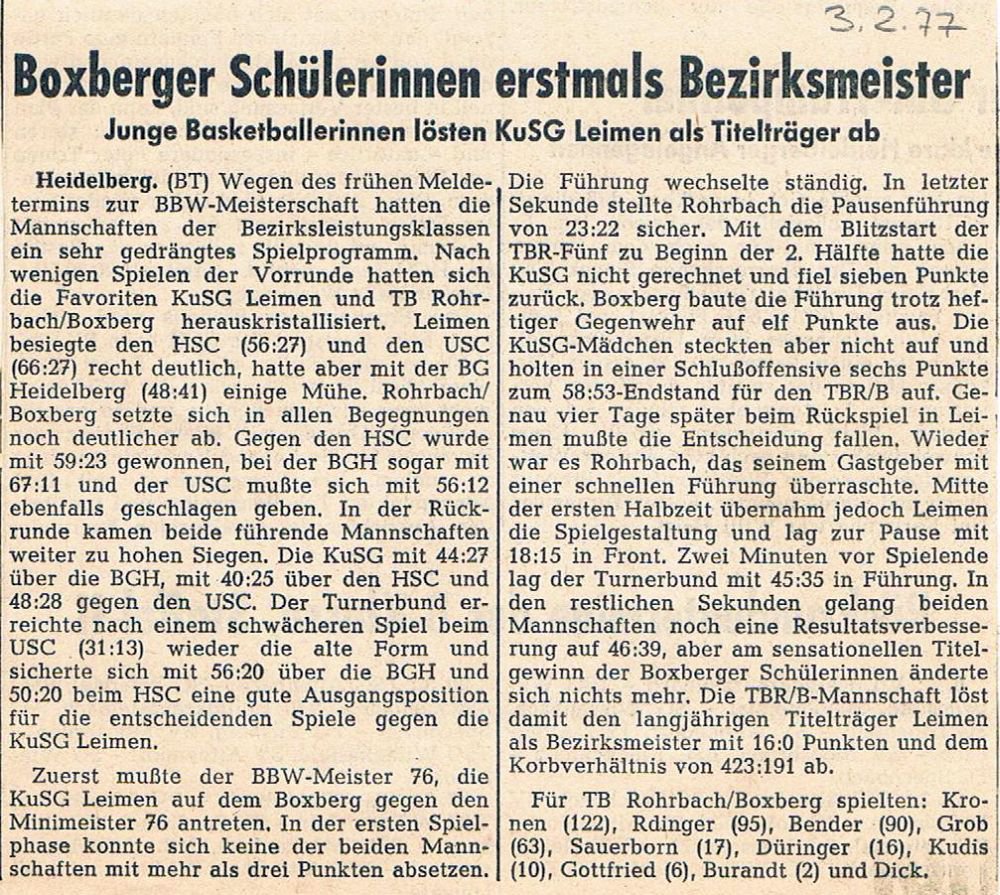 3.2.77
Boxberger Schülerinnen erstmals Bezirksmeister
Junge Basketballerinnen lösten KuSG Leimen als Titelträger ab
Heidelberg. (BT) Wegen des frühen Melde-
termins zur BBW-Meisterschaft hatten die
Mannschaften der Bezirksleistungsklassen
ein sehr gedrängtes Spielprogramm. Nach
wenigen Spielen der Vorrunde hatten sich
die Favoriten KuSG Leimen und TB Rohr-
bach/Boxberg herauskristallisiert. Leimen
besiegte den HSC (56:27) und den USC
(66:27) recht deutlich, hatte aber mit der BG
Heidelberg (48:41) einige Mühe. Rohrbach/
Boxberg setzte sich in allen Begegnungen
noch deutlicher ab. Gegen den HSC wurde
mit 59:23 gewonnen, bei der BGH sogar mit
67:11 und der USC mußte sich mit 56:12
ebenfalls geschlagen geben. In der Rück-
runde kamen beide führende Mannschaften
weiter zu hohen Siegen. Die KuSG mit 44:27
über die BGH, mit 40:25 über den HSC und
48:28 gegen den USC. Der Turnerbund er-
reichte nach einem schwächeren Spiel beim
USC (31:13) wieder die alte Form und
sicherte sich mit 56:20 über die BGH und
50:20 beim HSC eine gute Ausgangsposition
für die entscheidenden Spiele gegen die
KuSG Leimen.
Zuerst mußte der BBW-Meister 76, die
KuSG Leimen auf dem Boxberg gegen den
Minimeister 76 antreten. In der ersten Spiel-
phase konnte sich keine der beiden Mann-
schaften mit mehr als drei Punkten absetzen.
Die Führung wechselte ständig. In letzter
Sekunde stellte Rohrbach die Pausenführung
von 23:22 sicher. Mit dem Blitzstart der
TBR-Fünf zu Beginn der 2. Hälfte hatte die
KuSG nicht gerechnet und fiel sieben Punkte
zurück. Boxberg baute die Führung trotz hef-
tiger Gegenwehr auf elf Punkte aus. Die
KuSG-Mädchen steckten aber nicht auf und
holten in einer Schlußoffensive sechs Punkte
zum 58:53-Endstand für den TBR/B auf. Ge-
nau vier Tage später beim Rückspiel in Lei-
men mußte die Entscheidung fallen. Wieder
war es Rohrbach, das seinem Gastgeber mit
einer schnellen Führung überraschte. Mitte
der ersten Halbzeit übernahm jedoch Leimen
die Spielgestaltung und lag zur Pause mit
18:15 in Front. Zwei Minuten vor Spielende
lag der Turnerbund mit 45:35 in Führung. In
den restlichen Sekunden gelang beiden
Mannschaften noch eine Resultatsverbesse-
rung auf 46:39, aber am sensationellen Titel-
gewinn der Boxberger Schülerinnen änderte
sich nichts mehr. Die TBR/B-Mannschaft löst
damit den langjährigen Titelträger Leimen
als Bezirksmeister mit 16:0 Punkten und dem
Korbverhältnis von 423:191 ab.
Für TB Rohrbach/Boxberg spielten: Kro-
nen (122), Rdinger (95), Bender (90), Grob
(63), Sauerborn (17), Düringer (16), Kudis
(10), Gottfried (6), Burandt (2) und Dick.